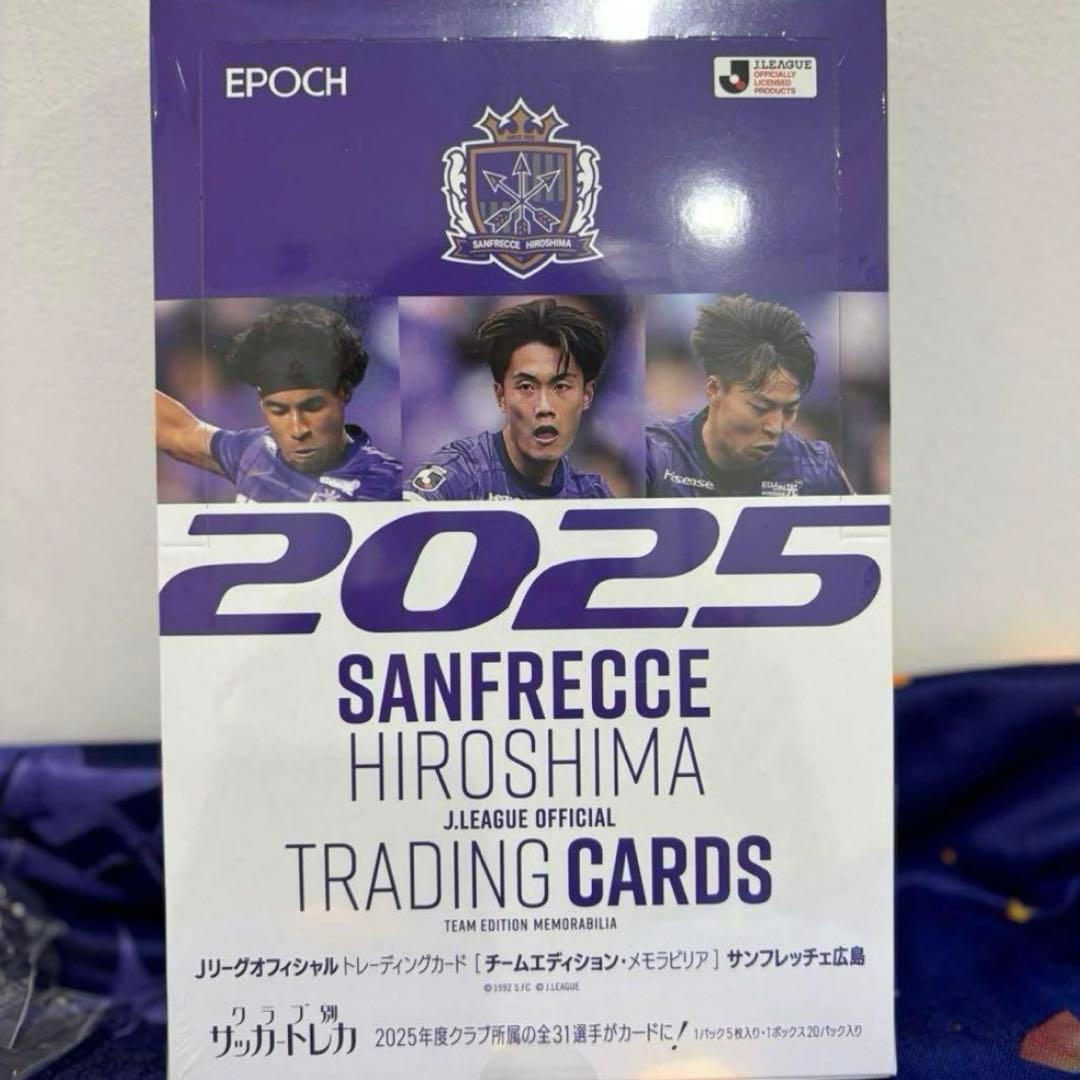 EPOCH
J.LEAGUE
OFFICIALLY
LICENSED
PRODUCTS
SINCE 1992
SANFRECCE HIROSHIMA
Hisense
EDION
2025
SANFRECCE
HIROSHIMA
J.LEAGUE OFFICIAL
TRADING CARDS
TEAM EDITION MEMORABILIA
Jリーグオフィシャルトレーディングカード[チームエディション・メモラビリア]サンフレッチェ広島
©1992 S.FC ©J.LEAGUE
クラブ別
サッカートレカ
2025年度クラブ所属の全31選手がカードに! 1パック5枚入り・1ボックス20パック入り